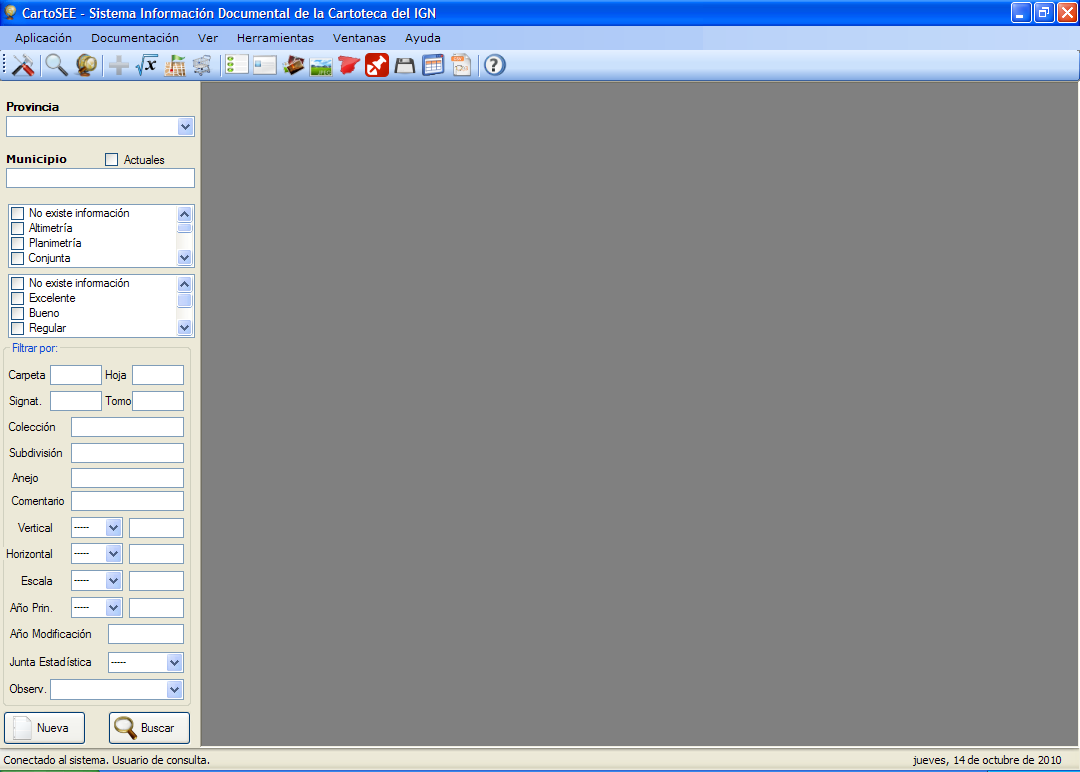 CartoSEE - Sistema Información Documental de la Cartoteca del IGN
Aplicación Documentación Ver Herramientas Ventanas Ayuda
Provincia
Municipio Actuales
No existe información
Altimetría
Planimetría
Conjunta
No existe información
Excelente
Bueno
Regular
Filtrar por:
Carpeta Hoja
Signat. Tomo
Colección
Subdivisión
Anejo
Comentario
Vertical -----
Horizontal -----
Escala -----
Año Prin. -----
Año Modificación
Junta Estadística -----
Observ.
Nueva Buscar
Conectado al sistema. Usuario de consulta. jueves, 14 de octubre de 2010